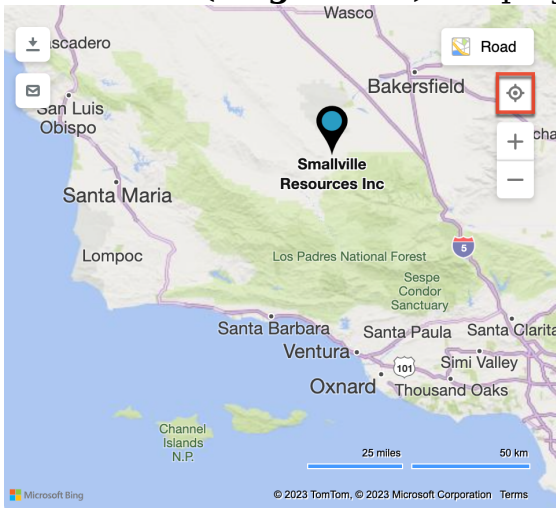 Wasco
ascadero
Road
Bakersfield
San Luis
Obispo
Smallville
Resources Inc
Santa Maria
Lompoc
Los Padres National Forest
5
Sespe
Condor
Sanctuary
Santa Barbara
Santa Paula
Santa Clarita
Ventura
101
Simi Valley
Oxnard
Thousand Oaks
Channel
Islands
N.P.
25 miles
50 km
Microsoft Bing
© 2023 TomTom, © 2023 Microsoft Corporation Terms